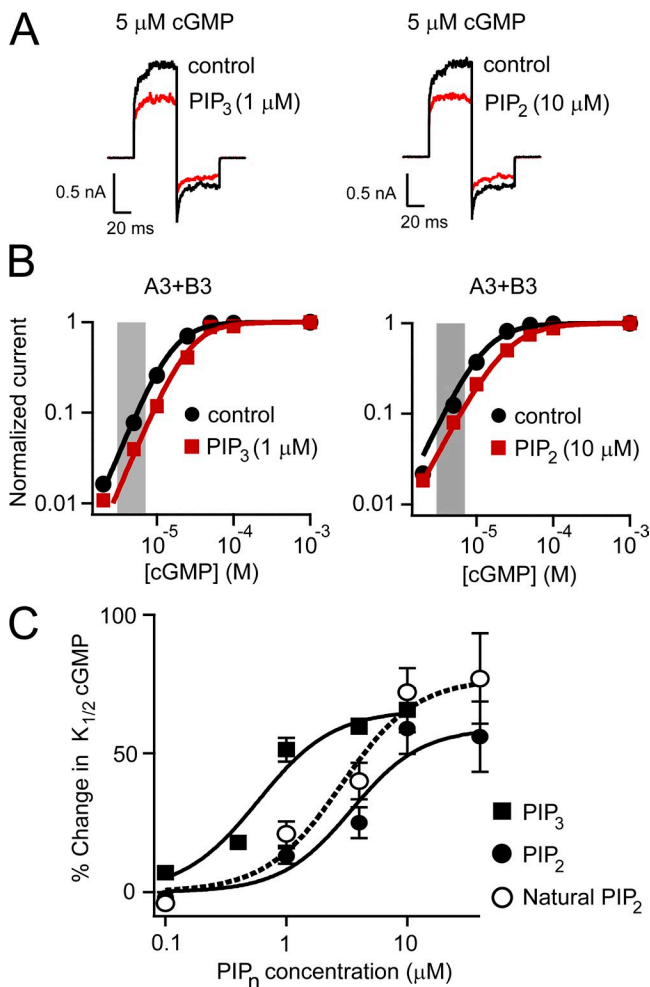 A
5 μM cGMP
5 μM cGMP
control
control
PIP3 (1 μM)
PIP2 (10 μM)
0.5 nA
20 ms
0.5 nA
20 ms
B
A3+B3
A3+B3
Normalized current
1
0.1
0.01
1
0.1
0.01
control
PIP3 (1 μM)
control
PIP2 (10 μM)
10-5
10-4
10-3
10-5
10-4
10-3
[cGMP] (M)
[cGMP] (M)
C
% Change in K1/2 cGMP
100
50
0
PIP3
PIP2
Natural PIP2
0.1
1
10
PIPn concentration (μM)